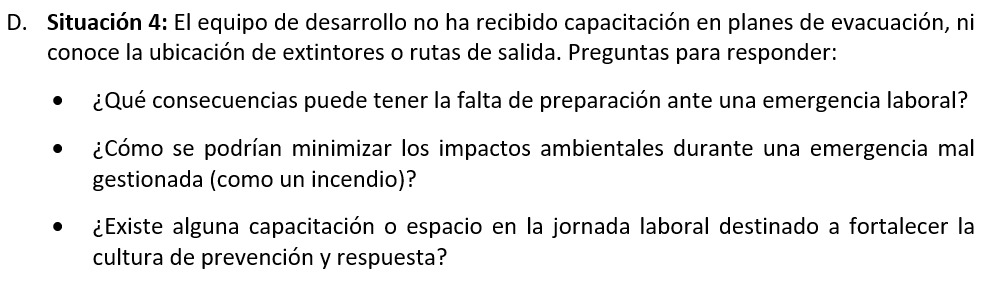 D. Situación 4: El equipo de desarrollo no ha recibido capacitación en planes de evacuación, ni
conoce la ubicación de extintores o rutas de salida. Preguntas para responder:
• ¿Qué consecuencias puede tener la falta de preparación ante una emergencia laboral?
• ¿Cómo se podrían minimizar los impactos ambientales durante una emergencia mal
gestionada (como un incendio)?
• ¿Existe alguna capacitación o espacio en la jornada laboral destinado a fortalecer la
cultura de prevención y respuesta?